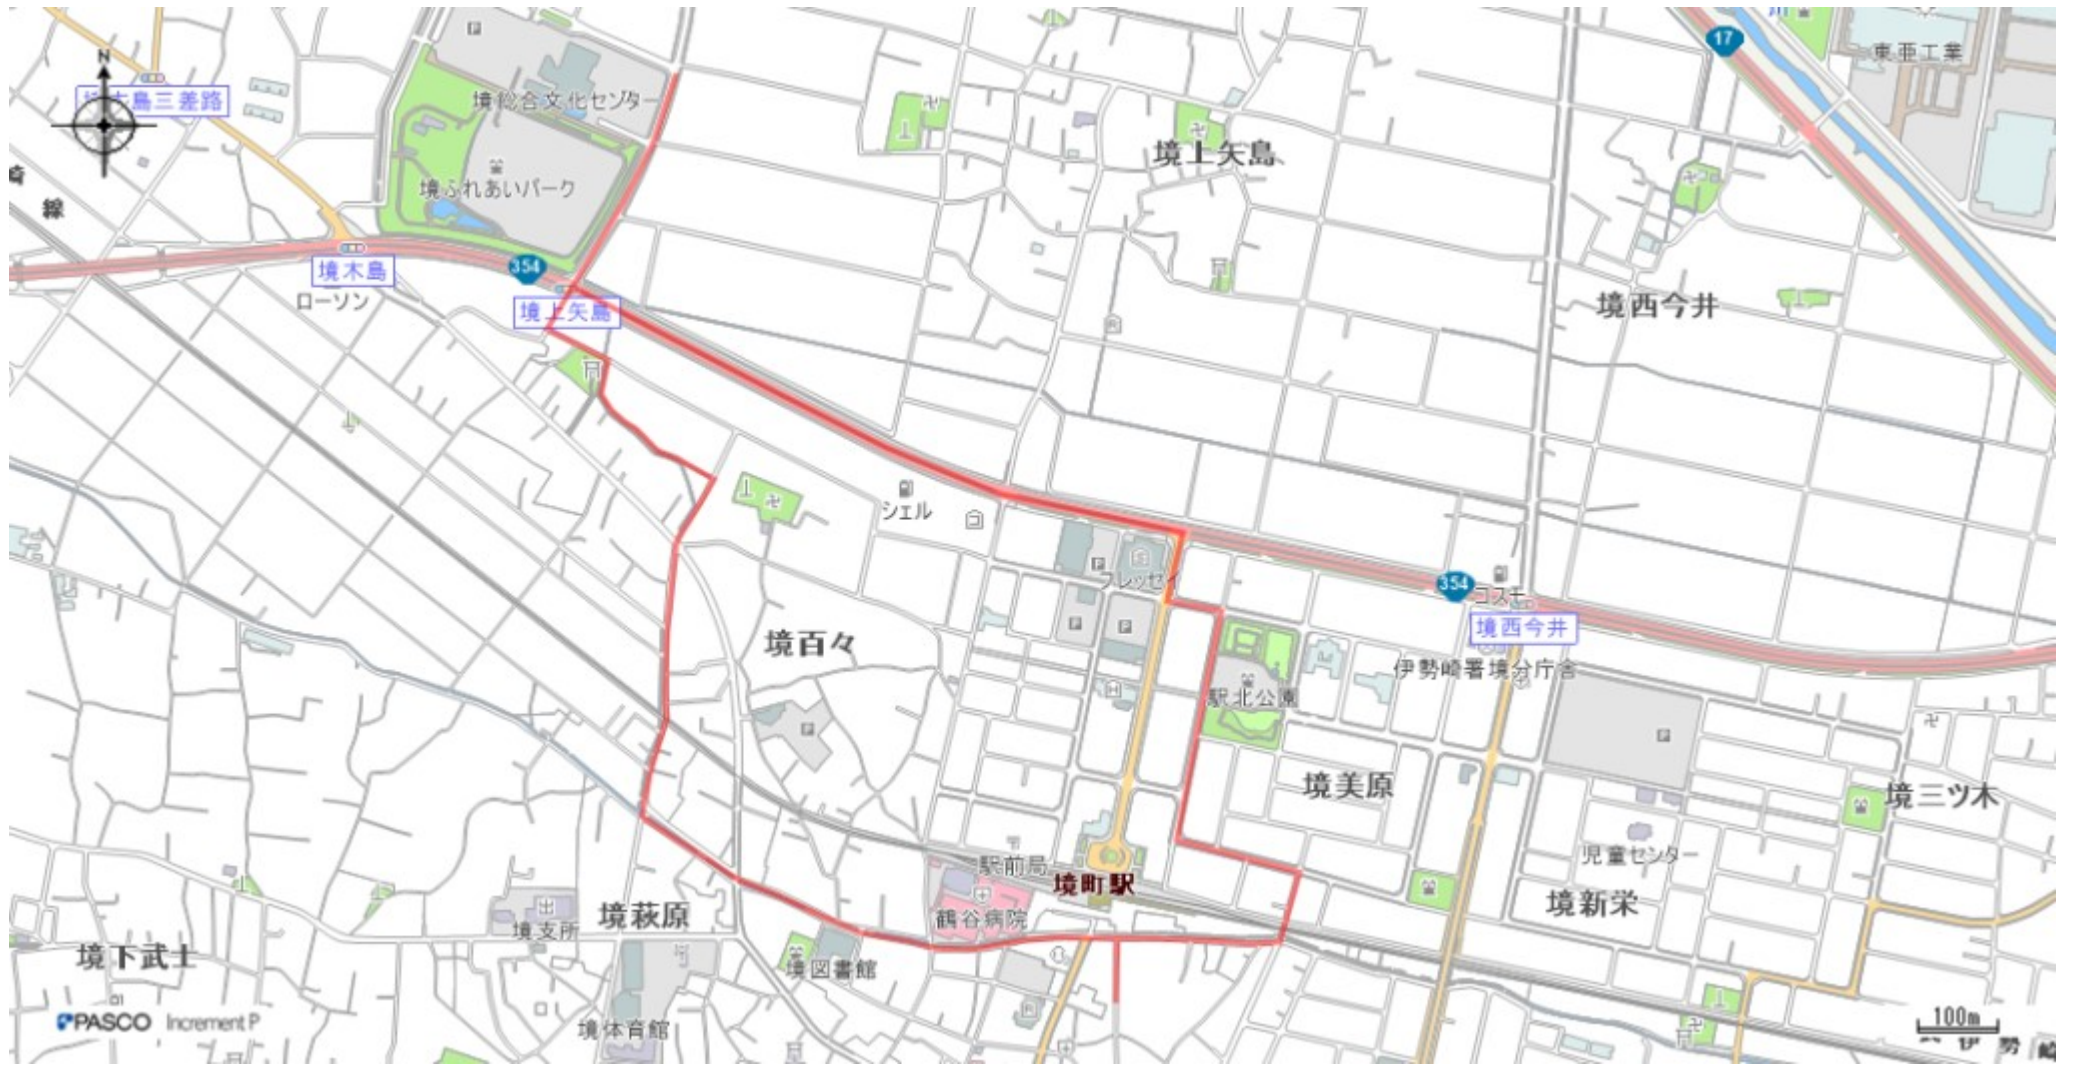 N
P
17
東亜工業
境総合文化センター
境上矢島
境ふれあいパーク
崎
線
境木島
354
ローソン
境上矢島
境西今井
シェル
フレッセイ
P
354
コスモ
境西今井
P
P
伊勢崎署境分庁舎
境百々
駅北公園
H
P
P
境美原
境三ツ木
駅前局
境町駅
児童センター
境新栄
鶴谷病院
境萩原
境支所
境下武士
境図書館
境体育館
PASCO Increment P
100m
伊 勢 崎